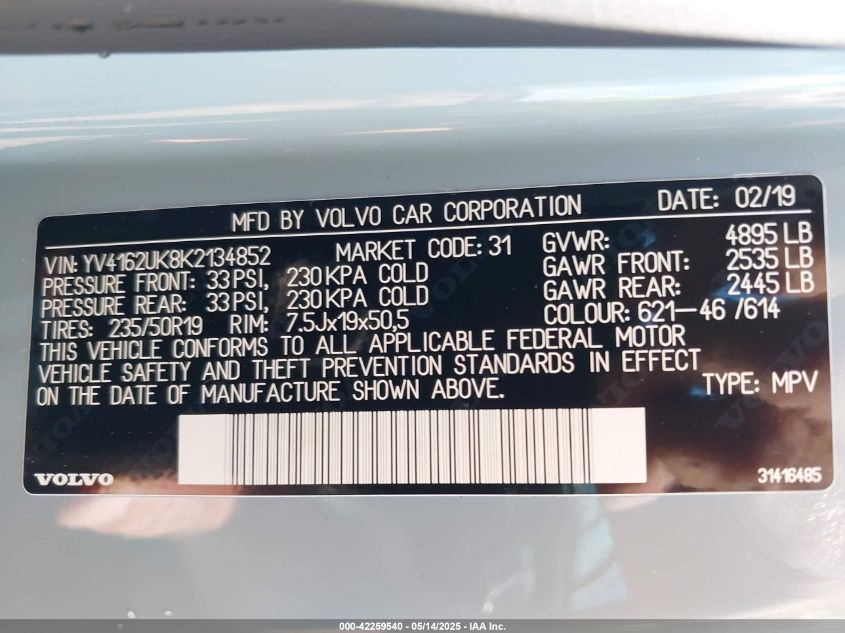 MFD BY VOLVO CAR CORPORATION DATE: 02/19
VIN: YV4162UK8K2134852 MARKET CODE: 31 GVWR: 4895 LB
PRESSURE FRONT: 33 PSI, 230 KPA COLD GAWR FRONT: 2535 LB
PRESSURE REAR: 33 PSI, 230 KPA COLD GAWR REAR: 2445 LB
TIRES: 235/50R19 RIM: 7.5Jx19x50,5 COLOUR: 621-46 /614
THIS VEHICLE CONFORMS TO ALL APPLICABLE FEDERAL MOTOR
VEHICLE SAFETY AND THEFT PREVENTION STANDARDS IN EFFECT
ON THE DATE OF MANUFACTURE SHOWN ABOVE. TYPE: MPV
VOLVO 31416485
000-42259540 - 05/14/2025 - IAA Inc.